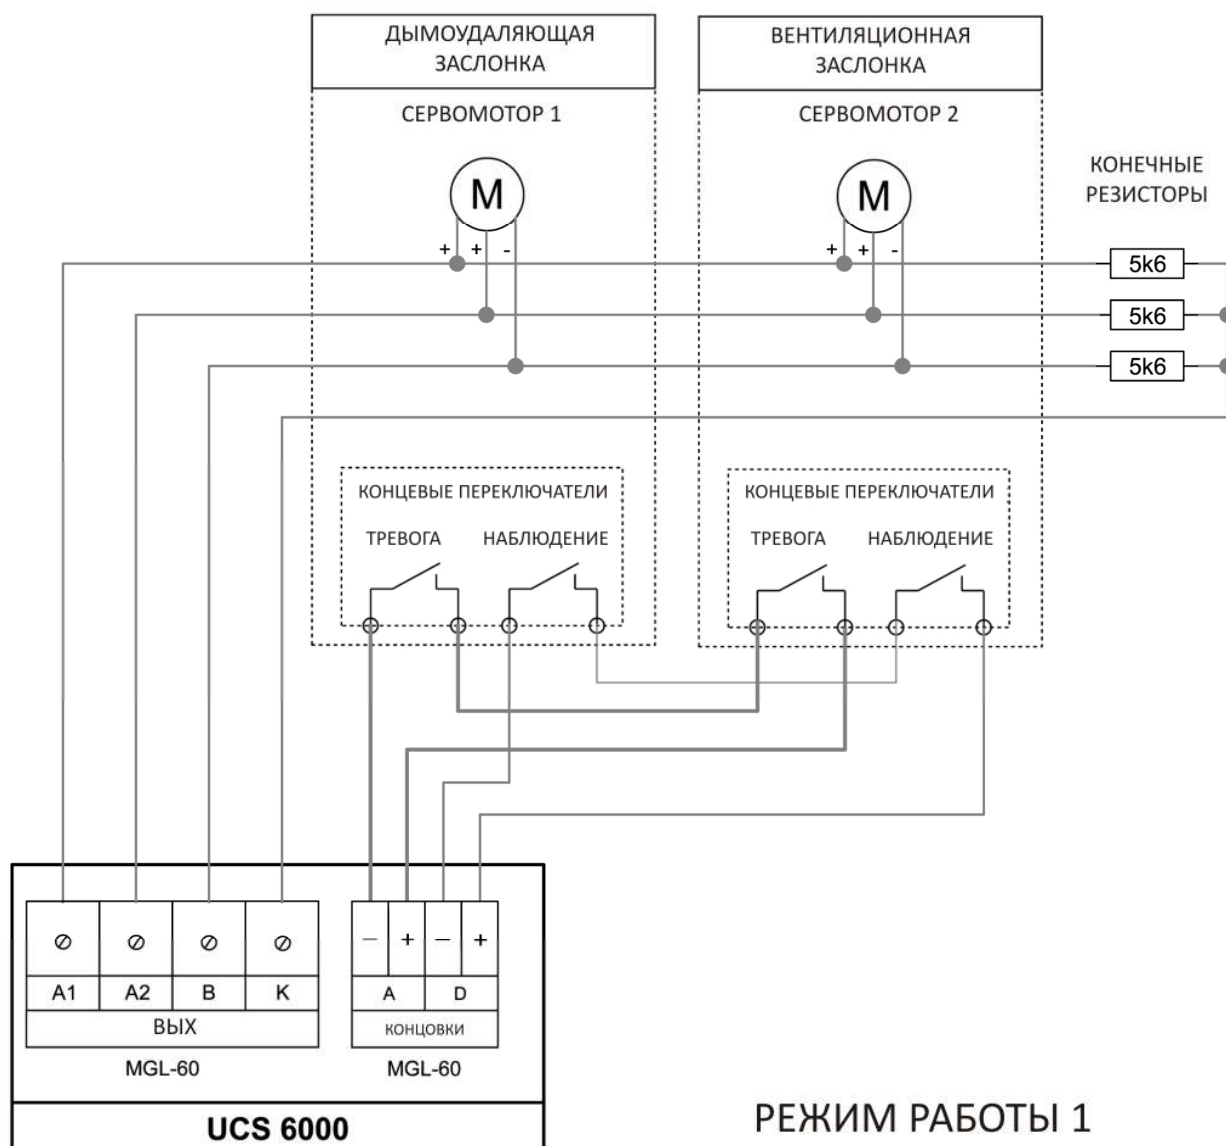 ДЫМОУДАЛЯЮЩАЯ
ЗАСЛОНКА
ВЕНТИЛЯЦИОННАЯ
ЗАСЛОНКА
СЕРВОМОТОР 1
СЕРВОМОТОР 2
КОНЕЧНЫЕ
РЕЗИСТОРЫ
M
M
+ + -
+ + -
5k6
5k6
5k6
КОНЦЕВЫЕ ПЕРЕКЛЮЧАТЕЛИ
ТРЕВОГА НАБЛЮДЕНИЕ
КОНЦЕВЫЕ ПЕРЕКЛЮЧАТЕЛИ
ТРЕВОГА НАБЛЮДЕНИЕ
A1 A2 B K
ВЫХ
MGL-60
− + − +
A D
КОНЦОВКИ
MGL-60
UCS 6000
РЕЖИМ РАБОТЫ 1